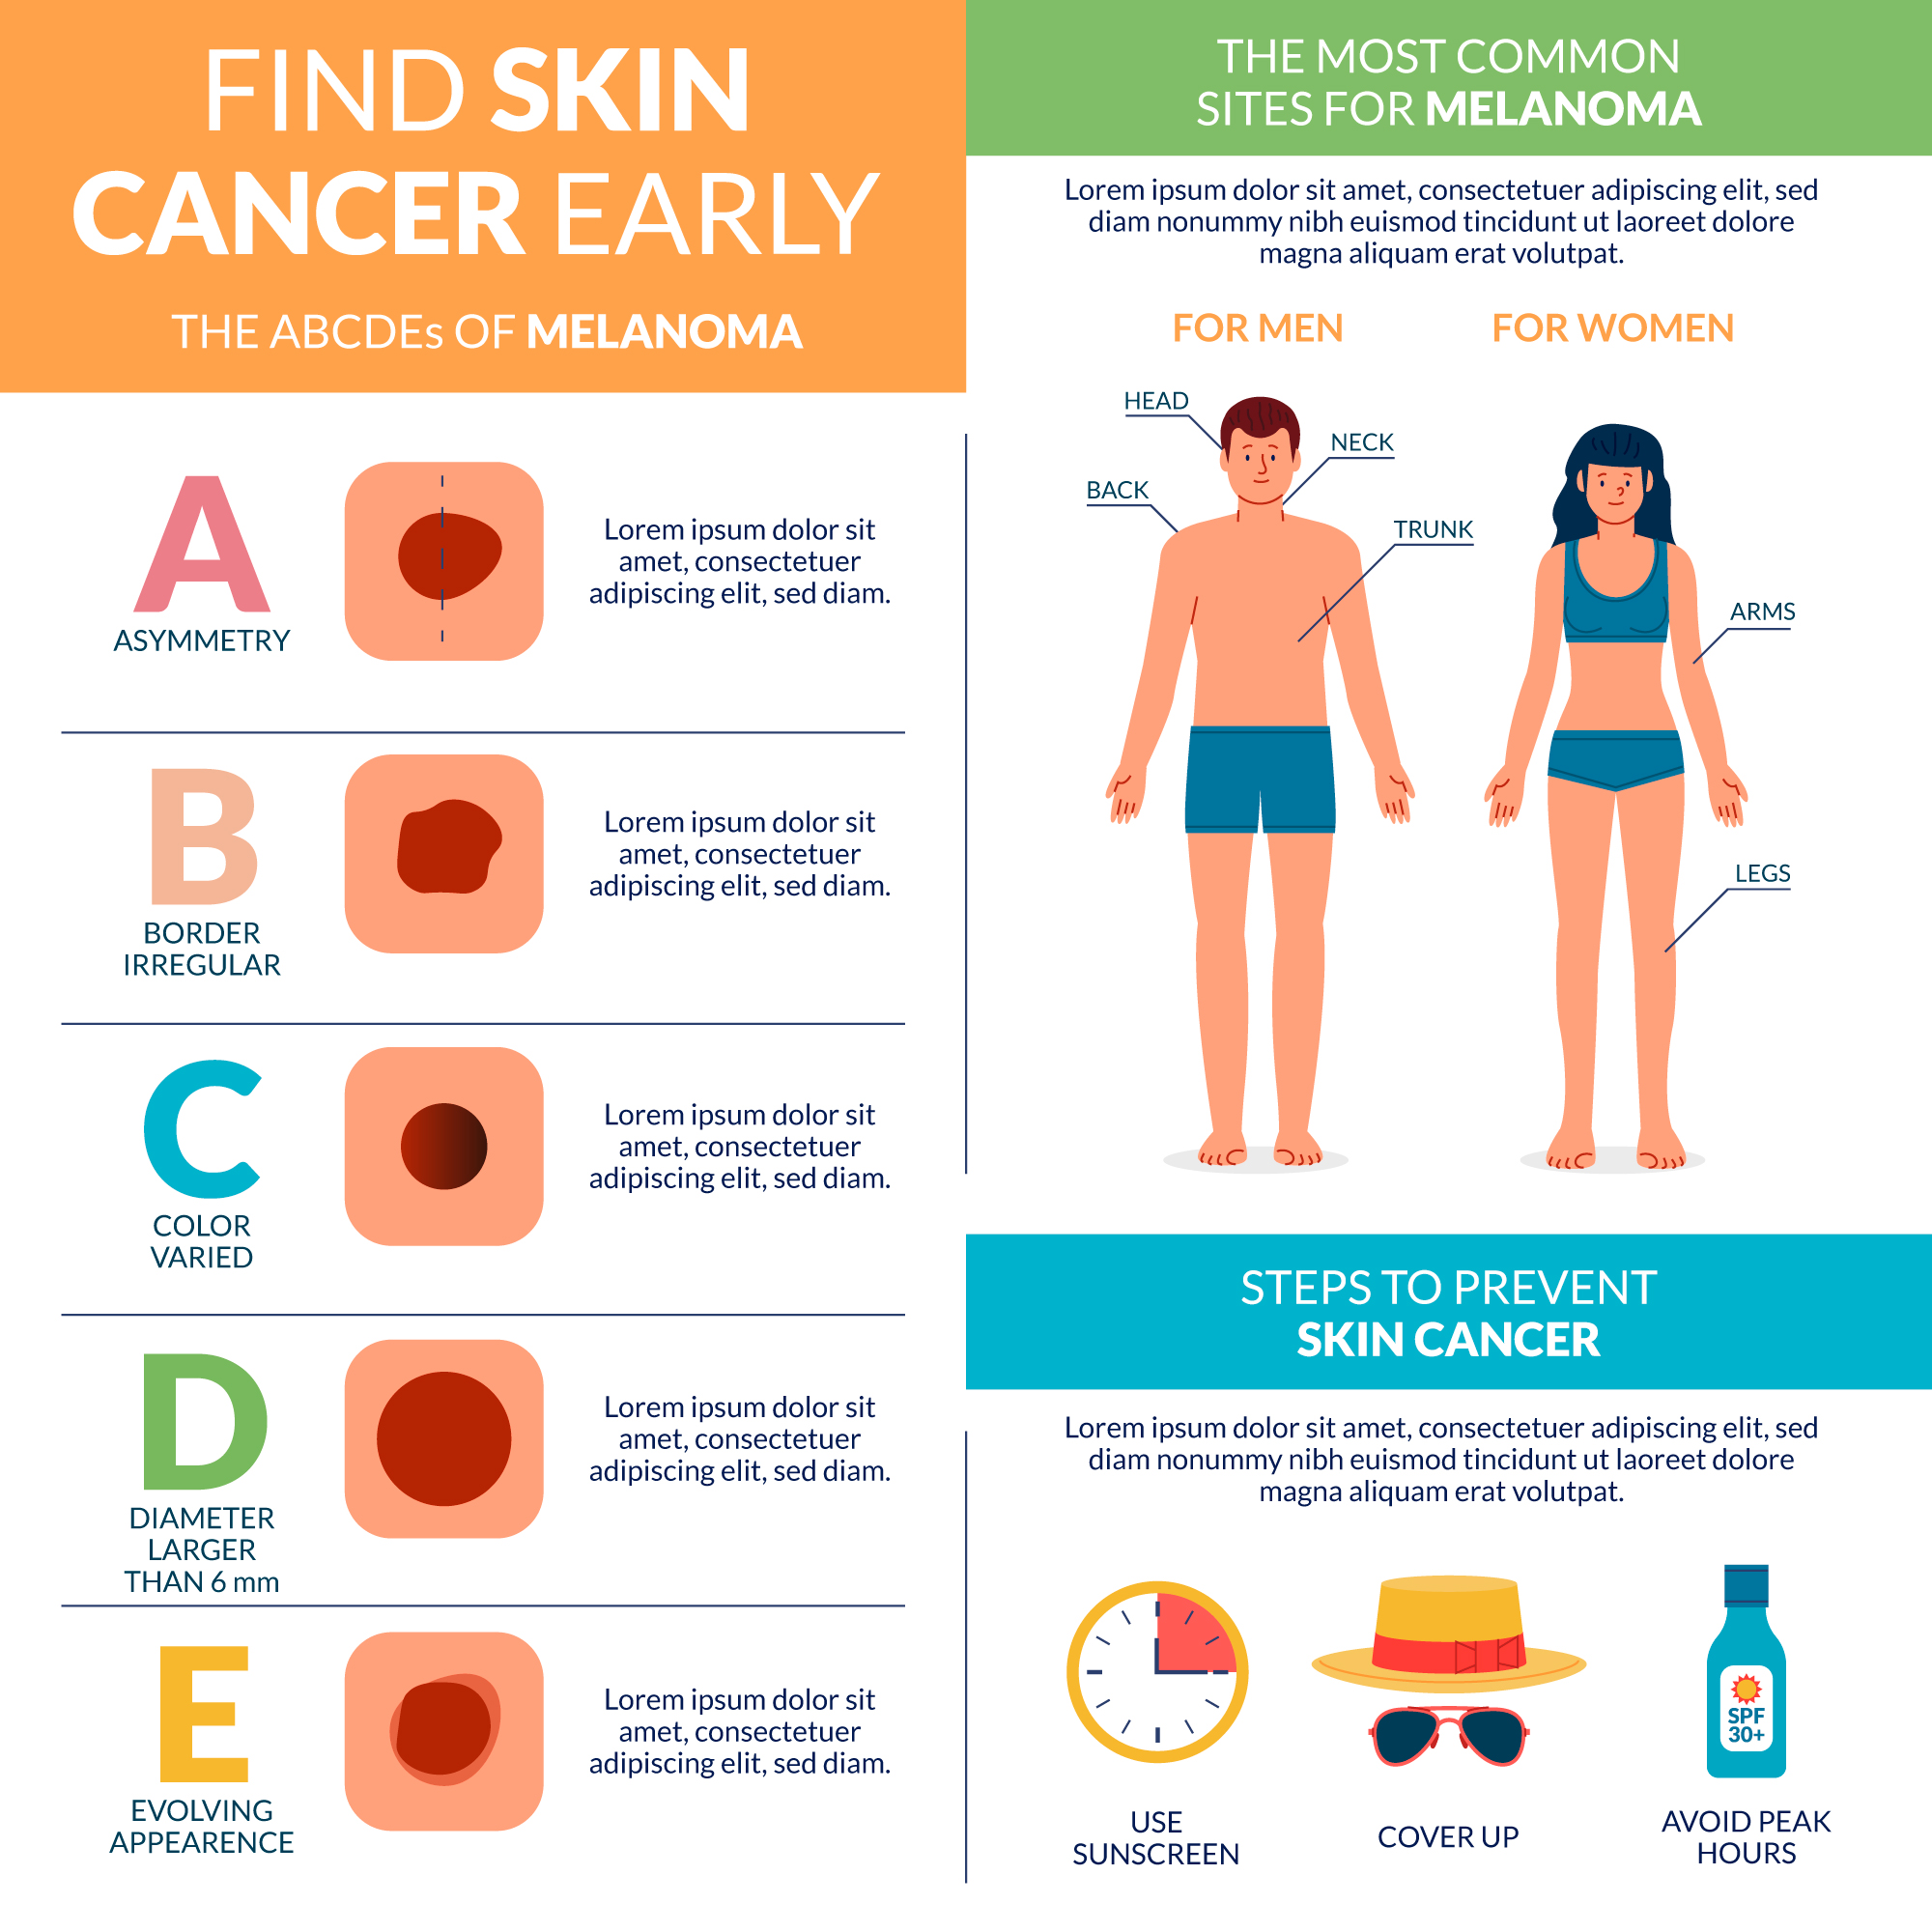 FIND SKIN
CANCER EARLY
THE ABCDEs OF MELANOMA
A
ASYMMETRY
Lorem ipsum dolor sit
amet, consectetuer
adipiscing elit, sed diam.
B
BORDER
IRREGULAR
Lorem ipsum dolor sit
amet, consectetuer
adipiscing elit, sed diam.
C
COLOR
VARIED
Lorem ipsum dolor sit
amet, consectetuer
adipiscing elit, sed diam.
D
DIAMETER
LARGER
THAN 6 mm
Lorem ipsum dolor sit
amet, consectetuer
adipiscing elit, sed diam.
E
EVOLVING
APPEARENCE
Lorem ipsum dolor sit
amet, consectetuer
adipiscing elit, sed diam.
THE MOST COMMON
SITES FOR MELANOMA
Lorem ipsum dolor sit amet, consectetuer adipiscing elit, sed
diam nonummy nibh euismod tincidunt ut laoreet dolore
magna aliquam erat volutpat.
FOR MEN
HEAD
NECK
BACK
TRUNK
FOR WOMEN
ARMS
LEGS
STEPS TO PREVENT
SKIN CANCER
Lorem ipsum dolor sit amet, consectetuer adipiscing elit, sed
diam nonummy nibh euismod tincidunt ut laoreet dolore
magna aliquam erat volutpat.
USE
SUNSCREEN
COVER UP
SPF
30+
AVOID PEAK
HOURS